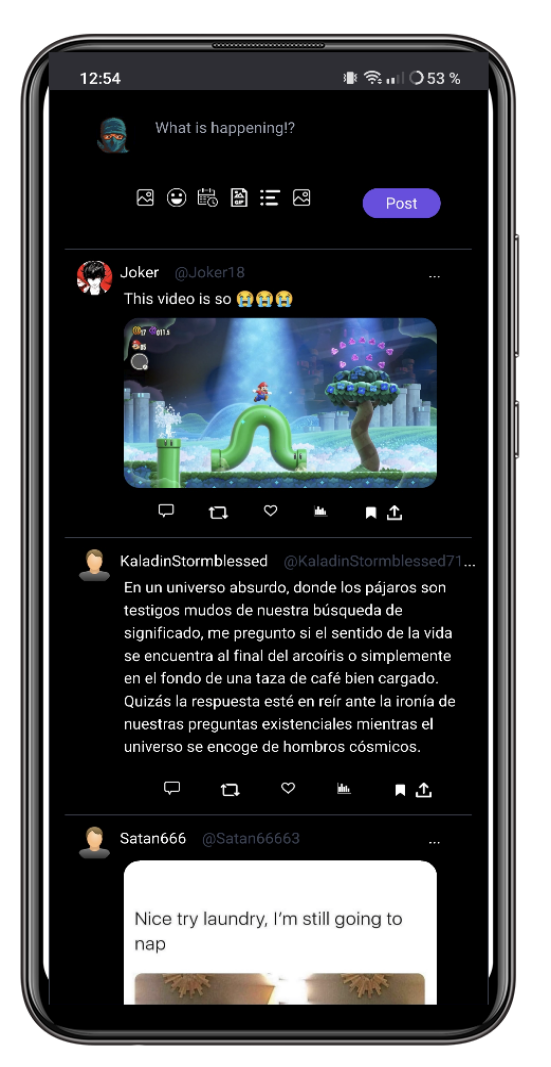 12:54 53 %
What is happening!?
GIF
Post
Joker @Joker18 ...
This video is so 😭😭😭
KaladinStormblessed @KaladinStormblessed71...
En un universo absurdo, donde los pájaros son
testigos mudos de nuestra búsqueda de
significado, me pregunto si el sentido de la vida
se encuentra al final del arcoíris o simplemente
en el fondo de una taza de café bien cargado.
Quizás la respuesta esté en reír ante la ironía de
nuestras preguntas existenciales mientras el
universo se encoge de hombros cósmicos.
Satan666 @Satan66663 ...
Nice try laundry, I'm still going to
nap